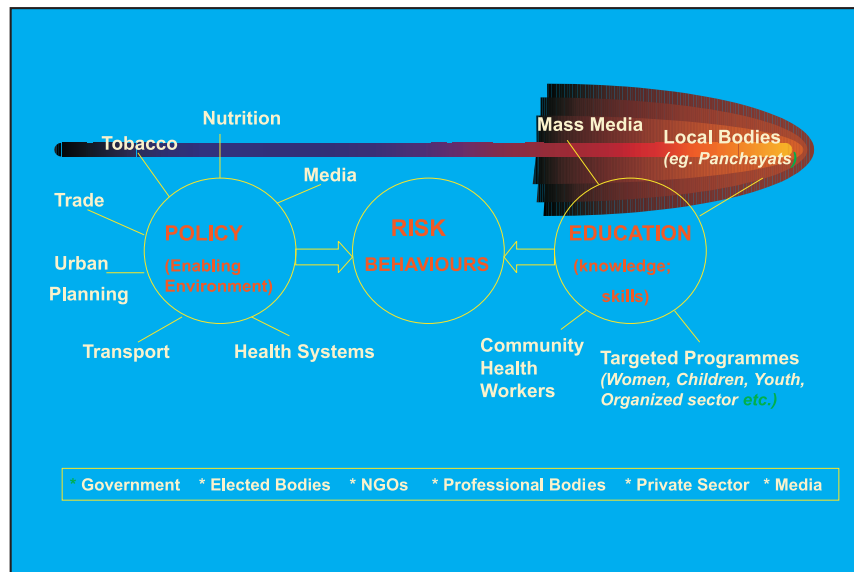 Nutrition
Tobacco
Media
Trade
Urban
Planning
Transport
Health Systems
POLICY
(Enabling
Environment)
RISK
BEHAVIOURS
Mass Media
Local Bodies
(eg. Panchayats)
EDUCATION
(knowledge;
skills)
Community
Health
Workers
Targeted Programmes
(Women, Children, Youth,
Organized sector etc.)
* Government * Elected Bodies * NGOs * Professional Bodies * Private Sector * Media